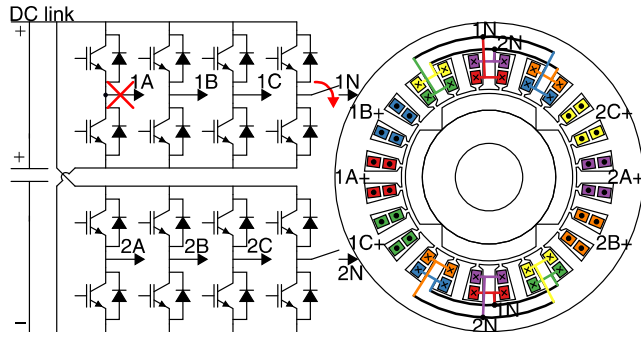 DC link
+
1A
1B
1C
1N
+
2A
2B
2C
2N
−
1N
2N
1B+
2C+
1A+
2A+
1C+
2B+
1N
2N